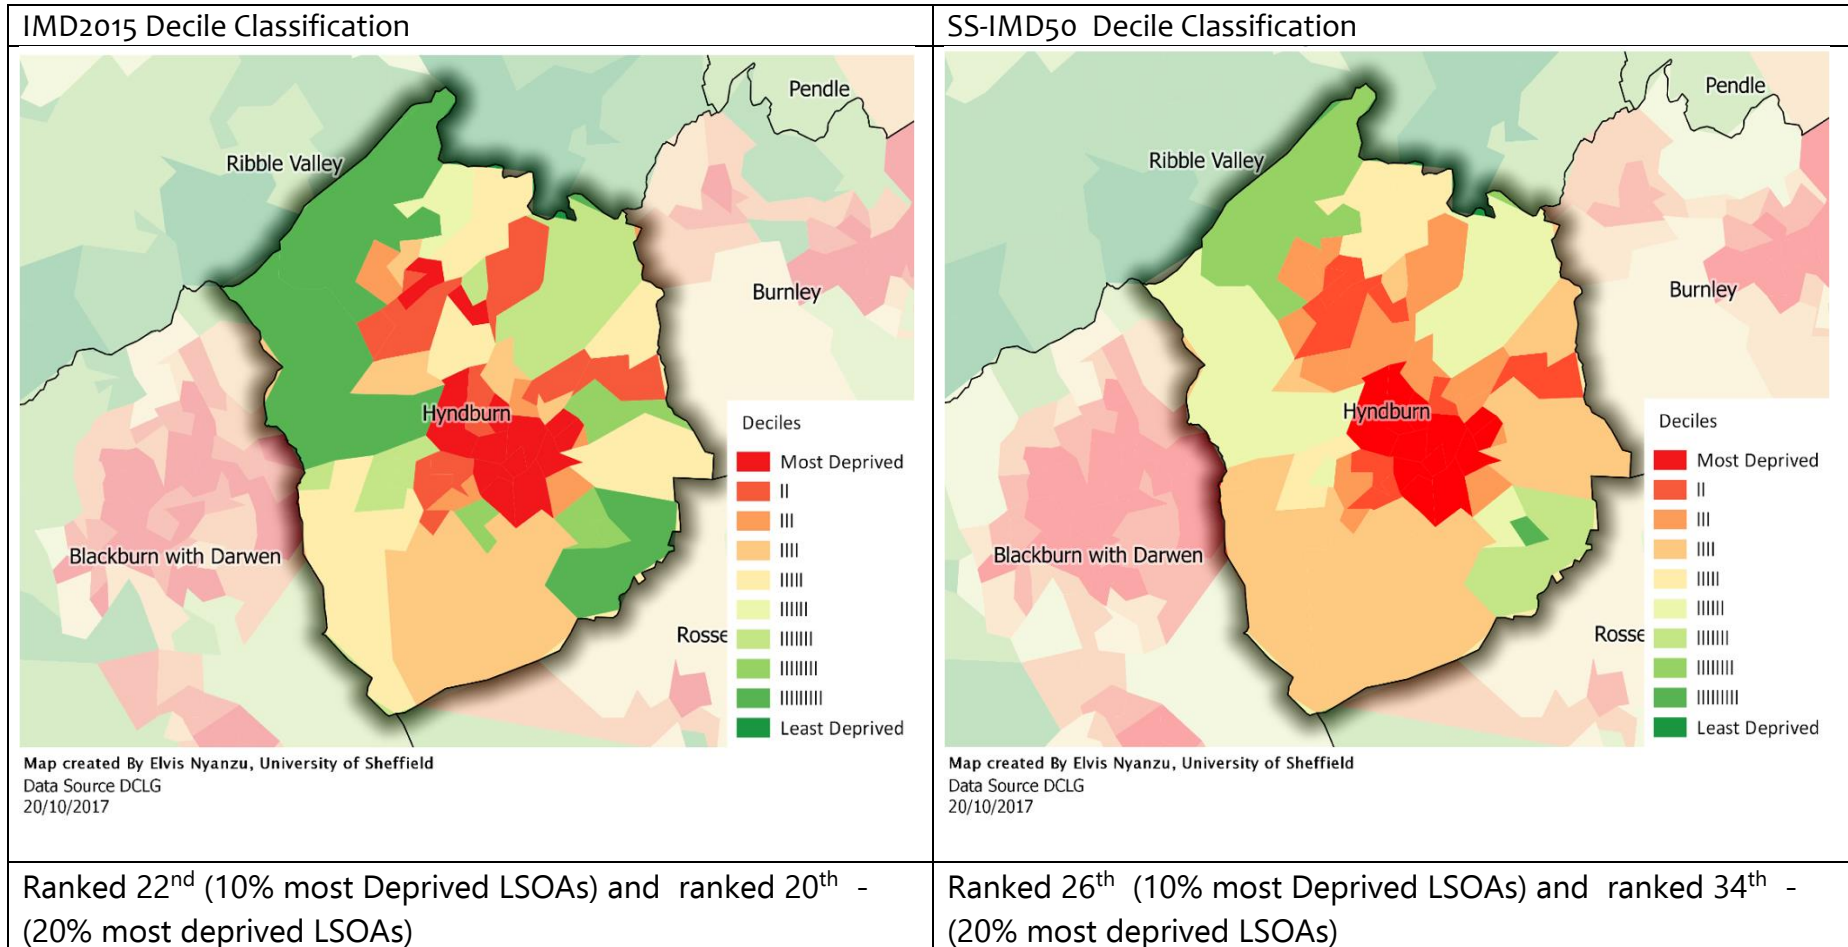 IMD2015 Decile Classification
Pendle
Ribble Valley
Burnley
Hyndburn
Deciles
Most Deprived
II
III
IIII
IIIII
IIIIII
IIIIIII
IIIIIIII
IIIIIIIII
Least Deprived
Blackburn with Darwen
Rosse
Map created By Elvis Nyanzu, University of Sheffield
Data Source DCLG
20/10/2017
Ranked 22nd (10% most Deprived LSOAs) and ranked 20th -
(20% most deprived LSOAs)
SS-IMD50 Decile Classification
Pendle
Ribble Valley
Burnley
Hyndburn
Deciles
Most Deprived
II
III
IIII
IIIII
IIIIII
IIIIIII
IIIIIIII
IIIIIIIII
Least Deprived
Blackburn with Darwen
Rosse
Map created By Elvis Nyanzu, University of Sheffield
Data Source DCLG
20/10/2017
Ranked 26th (10% most Deprived LSOAs) and ranked 34th -
(20% most deprived LSOAs)